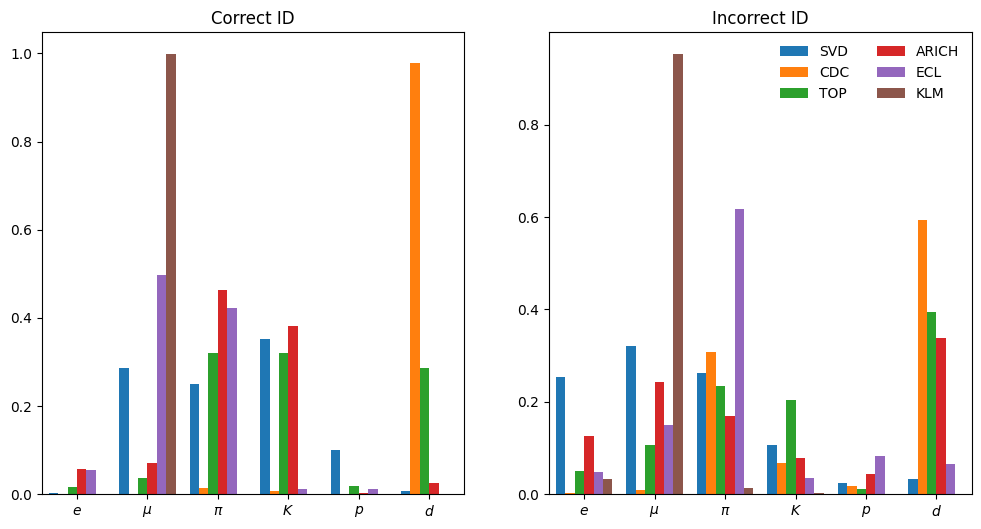 Correct ID
Incorrect ID
1.0
0.8
0.6
0.4
0.2
0.0
e
μ
π
K
p
d
0.8
0.6
0.4
0.2
0.0
e
μ
π
K
p
d
SVD
CDC
TOP
ARICH
ECL
KLM